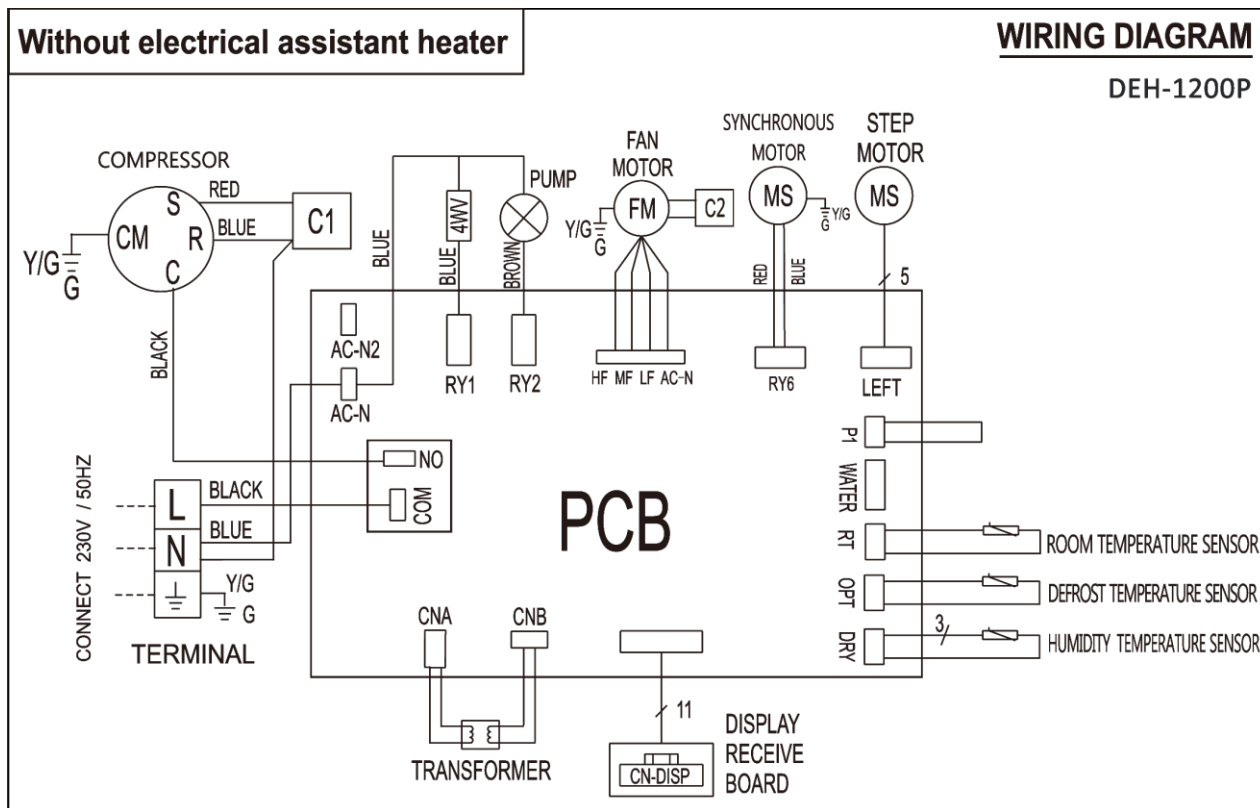 Without electrical assistant heater
WIRING DIAGRAM
DEH-1200P
COMPRESSOR
S
R
C
CM
RED
BLUE
C1
Y/G
G
BLACK
BLUE
4WV
BLUE
PUMP
BROWN
FAN
MOTOR
FM
C2
Y/G
G
SYNCHRONOUS
MOTOR
MS
Y/G
G
RED
BLUE
STEP
MOTOR
MS
5
AC-N2
AC-N
RY1
RY2
HF MF LF AC-N
RY6
LEFT
NO
COM
PCB
P1
WATER
RT
ROOM TEMPERATURE SENSOR
OPT
DEFROST TEMPERATURE SENSOR
DRY
3
HUMIDITY TEMPERATURE SENSOR
CONNECT 230V / 50HZ
L
BLACK
N
BLUE
Y/G
G
TERMINAL
CNA
CNB
TRANSFORMER
11
CN-DISP
DISPLAY
RECEIVE
BOARD